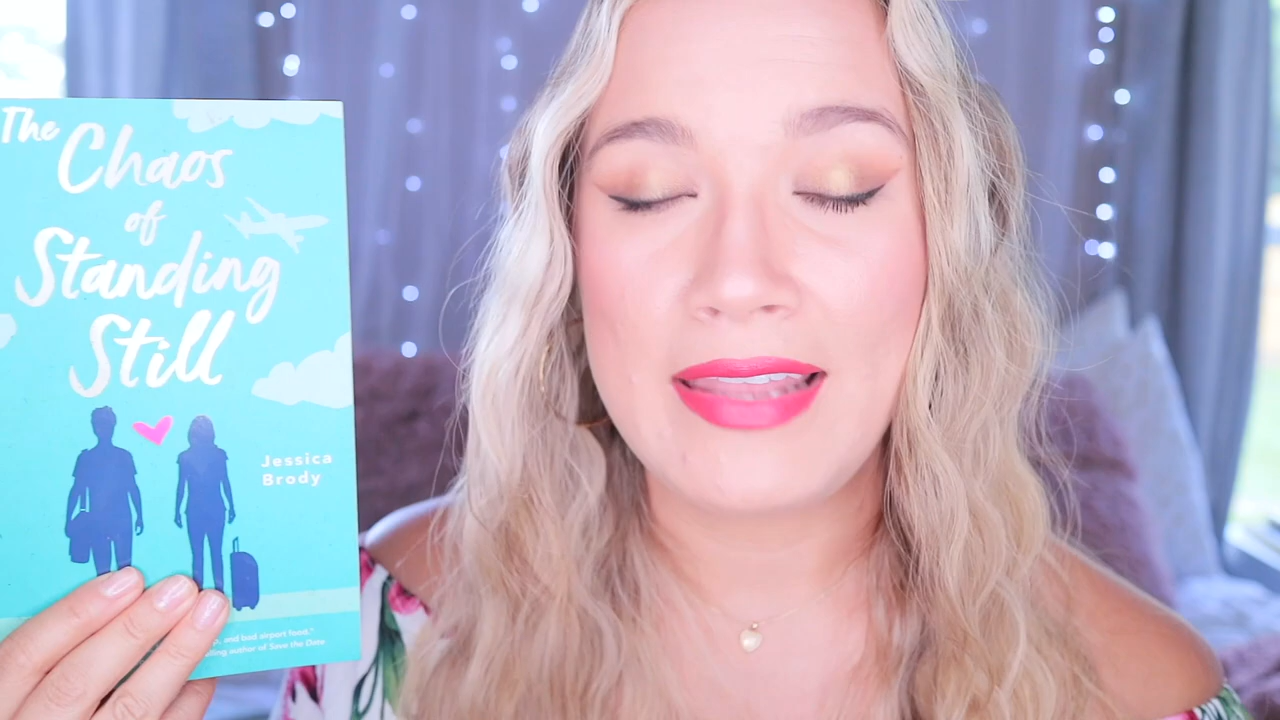 The
Chaos
of
Standing
Still
Jessica
Brody
and bad airport food."
author of Save the Date